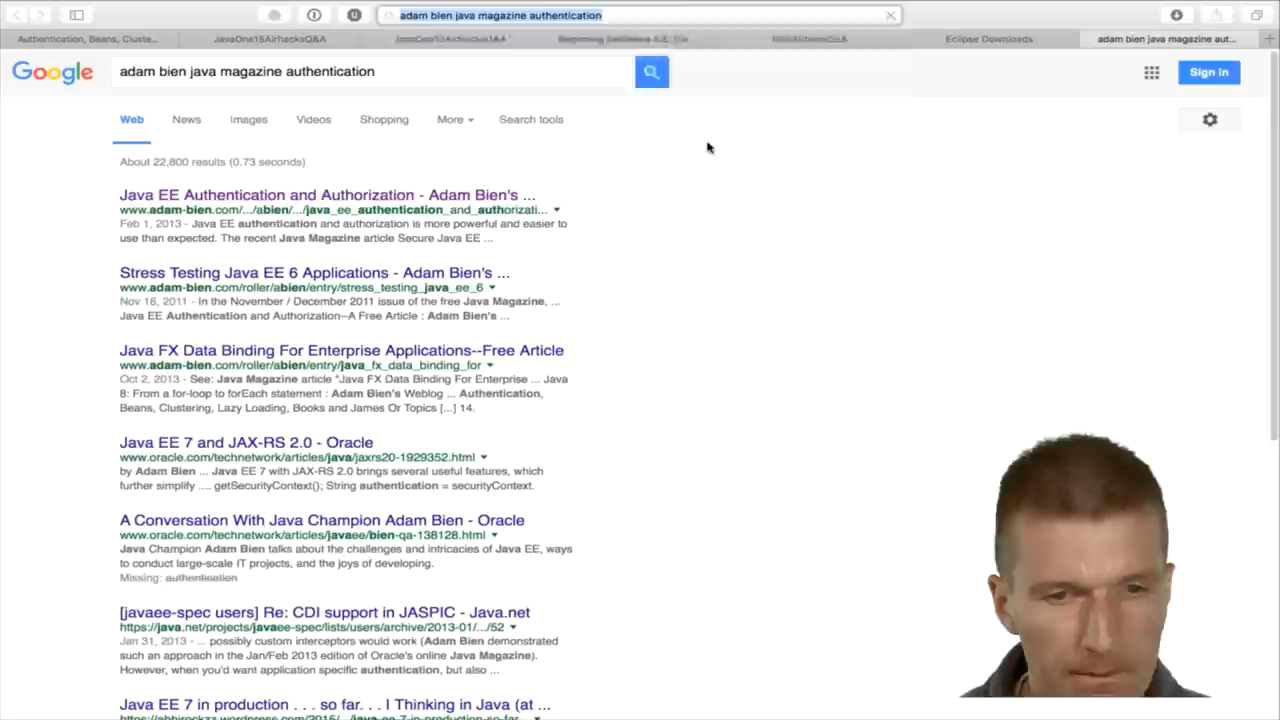 adam bien java magazine authentication
Authentication, Beans, Cluste...
JavaOne15AirhacksQ&A
Eclipse Downloads
adam bien java magazine aut...
Google
adam bien java magazine authentication
Sign in
Web
News
Images
Videos
Shopping
More
Search tools
About 22,800 results (0.73 seconds)
Java EE Authentication and Authorization - Adam Bien's ...
www.adam-bien.com/.../abien/.../java_ee_authentication_and_authorizati...
Feb 1, 2013 - Java EE authentication and authorization is more powerful and easier to
use than expected. The recent Java Magazine article Secure Java EE ...
Stress Testing Java EE 6 Applications - Adam Bien's ...
www.adam-bien.com/roller/abien/entry/stress_testing_java_ee_6
Nov 16, 2011 - In the November / December 2011 issue of the free Java Magazine, ...
Java EE Authentication and Authorization--A Free Article : Adam Bien's ...
Java FX Data Binding For Enterprise Applications--Free Article
www.adam-bien.com/roller/abien/entry/java_fx_data_binding_for
Oct 2, 2013 - See: Java Magazine article "Java FX Data Binding For Enterprise ... Java
8: From a for-loop to forEach statement : Adam Bien's Weblog ... Authentication,
Beans, Clustering, Lazy Loading, Books and James Or Topics [...] 14.
Java EE 7 and JAX-RS 2.0 - Oracle
www.oracle.com/technetwork/articles/java/jaxrs20-1929352.html
by Adam Bien ... Java EE 7 with JAX-RS 2.0 brings several useful features, which
further simplify .... getSecurityContext(); String authentication = securityContext.
A Conversation With Java Champion Adam Bien - Oracle
www.oracle.com/technetwork/articles/javaee/bien-qa-138128.html
Java Champion Adam Bien talks about the challenges and intricacies of Java EE, ways
to conduct large-scale IT projects, and the joys of developing.
Missing: authentication
[javaee-spec users] Re: CDI support in JASPIC - Java.net
https://java.net/projects/javaee-spec/lists/users/archive/2013-01/.../52
Jan 31, 2013 - ... possibly custom interceptors would work (Adam Bien demonstrated
such an approach in the Jan/Feb 2013 edition of Oracle's online Java Magazine).
However, when you'd want application specific authentication, but also ...
Java EE 7 in production . . . so far. . . I Thinking in Java (at ...
https://abhirockzz.wordpress.com/2015/.../java-ee-7-in-production-so-far...